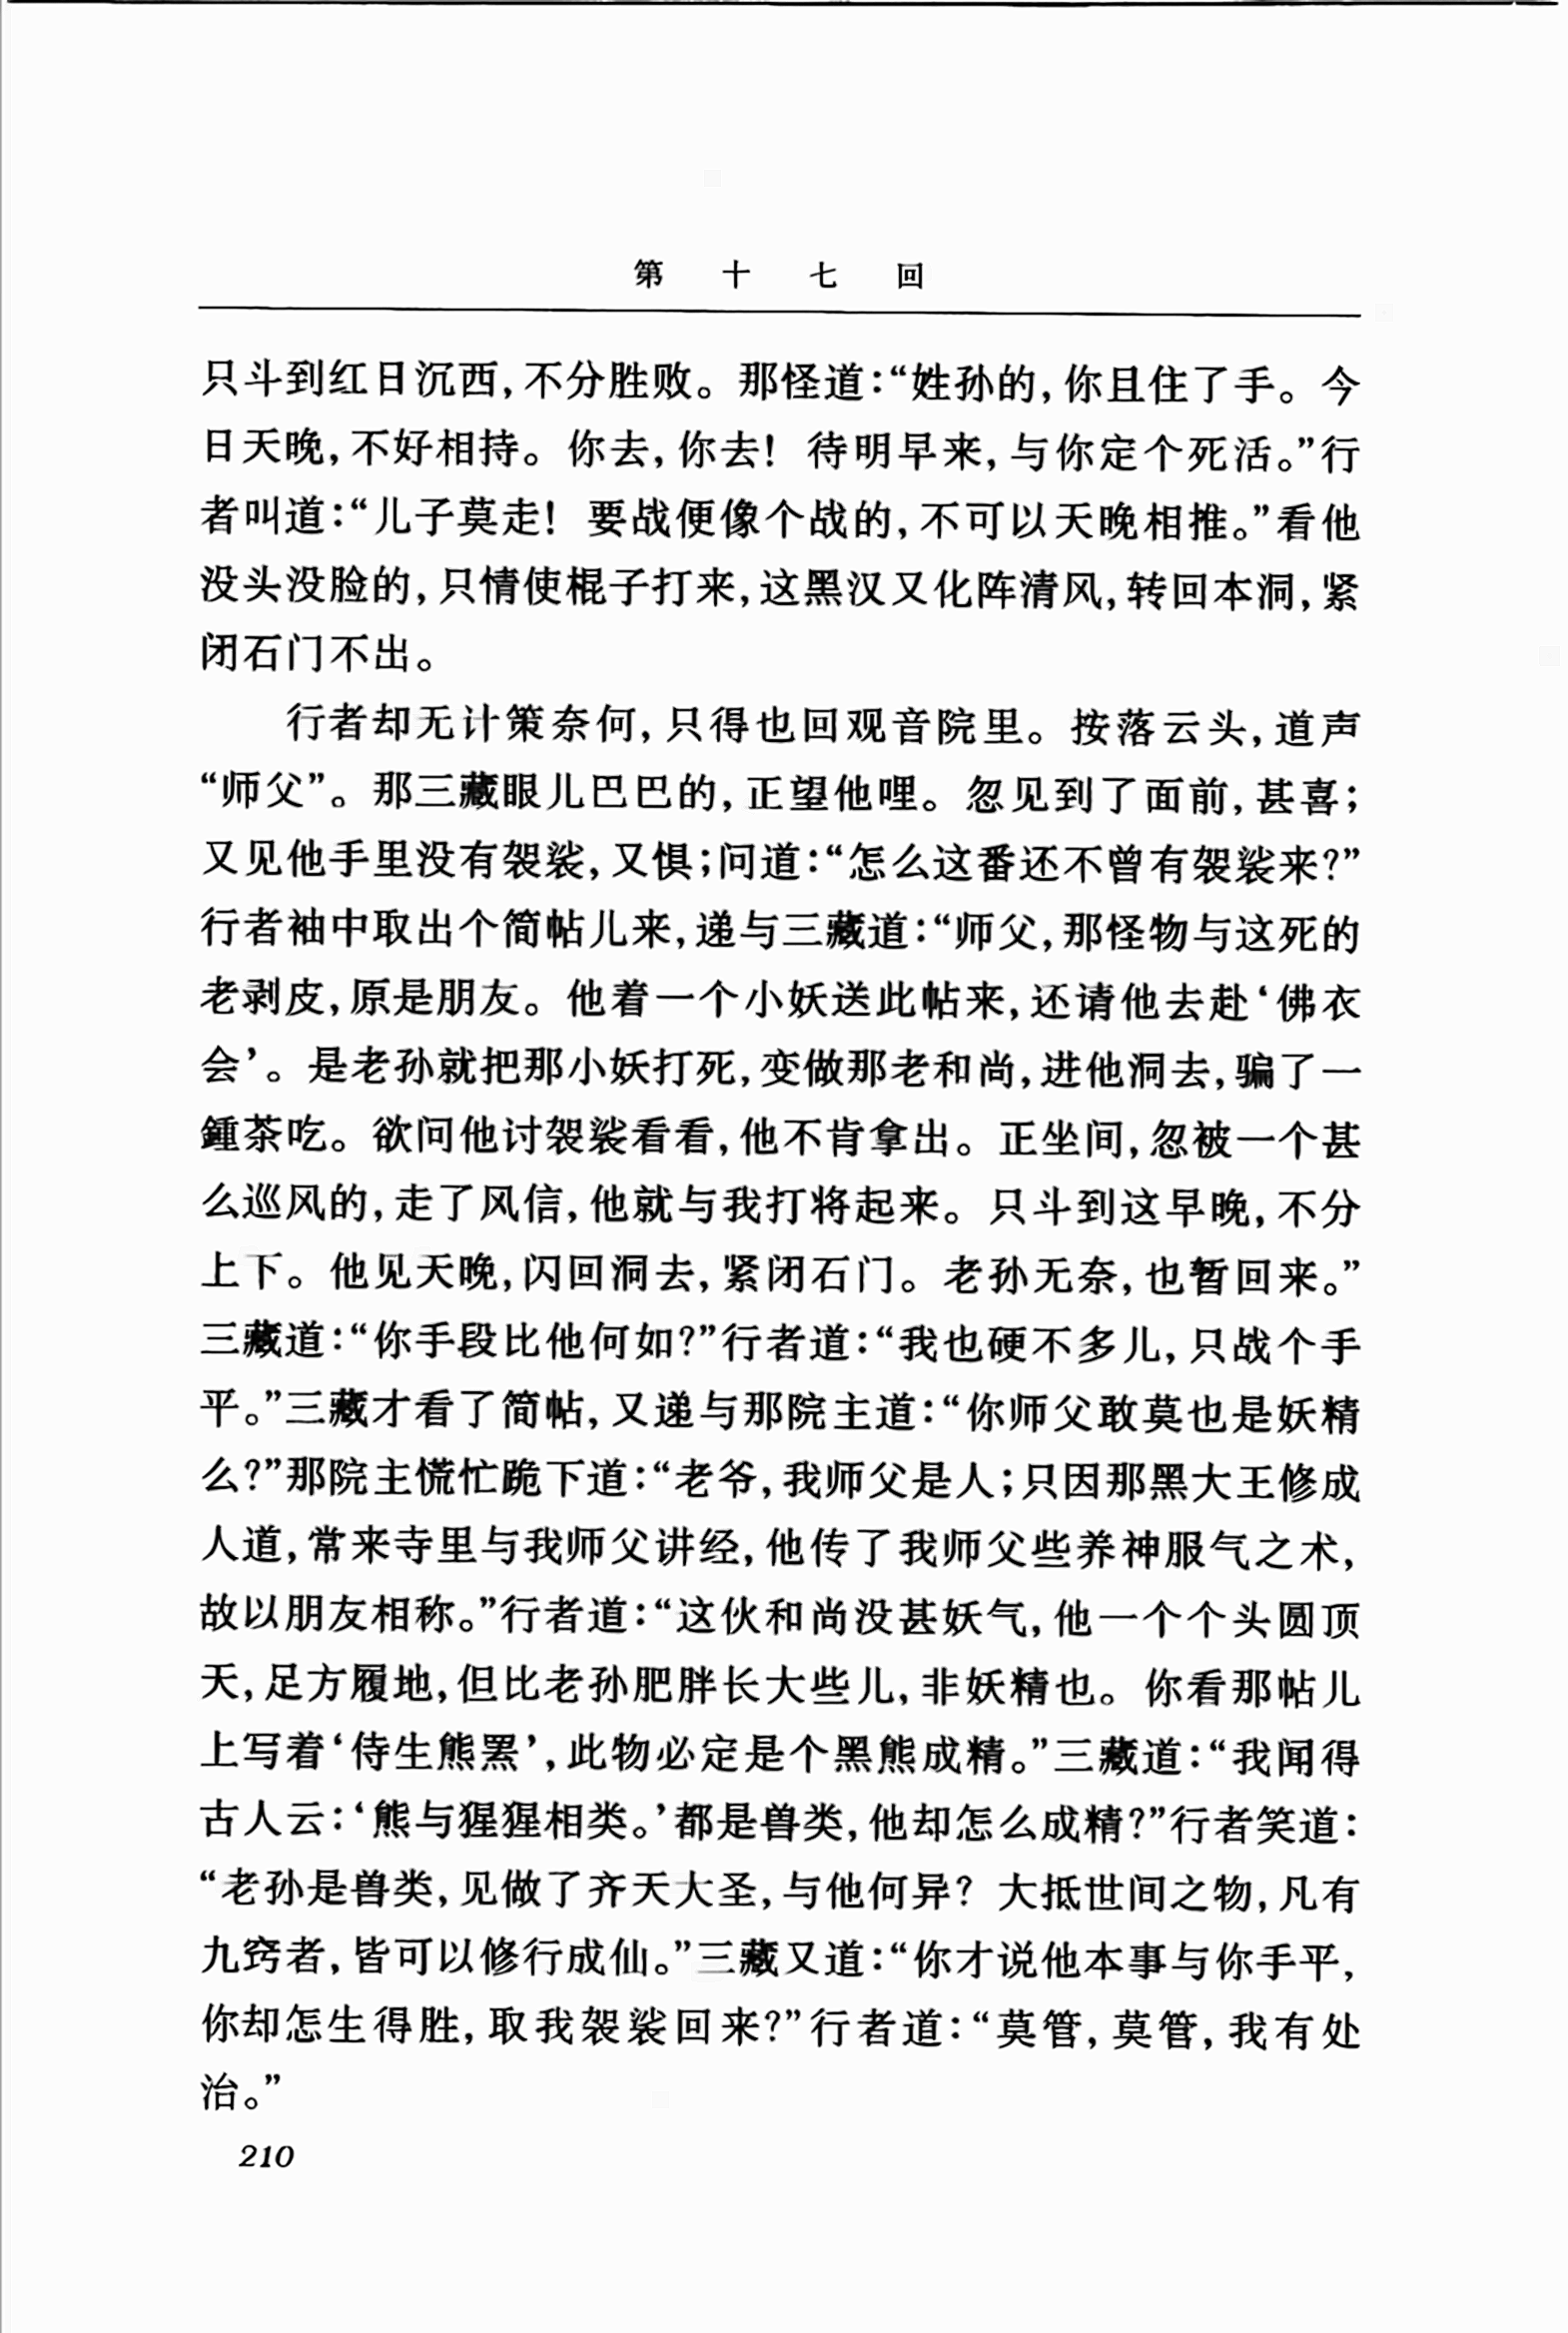 第十七回
只斗到红日沉西,不分胜败。那怪道:“姓孙的,你且住了手。今
日天晚,不好相持。你去,你去!待明早来,与你定个死活。”行
者叫道:“儿子莫走!要战便像个战的,不可以天晚相推。”看他
没头没脸的,只情使棍子打来,这黑汉又化阵清风,转回本洞,紧
闭石门不出。
行者却无计策奈何,只得也回观音院里。按落云头,道声
“师父”。那三藏眼儿巴巴的,正望他哩。忽见到了面前,甚喜;
又见他手里没有袈裟,又惧;问道:“怎么这番还不曾有袈裟来?”
行者袖中取出个简帖儿来,递与三藏道:“师父,那怪物与这死的
老剥皮,原是朋友。他着一个小妖送此帖来,还请他去赴‘佛衣
会’。是老孙就把那小妖打死,变做那老和尚,进他洞去,骗了一
鍾茶吃。欲问他讨袈裟看看,他不肯拿出。正坐间,忽被一个甚
么巡风的,走了风信,他就与我打将起来。只斗到这早晚,不分
上下。他见天晚,闪回洞去,紧闭石门。老孙无奈,也暂回来。”
三藏道:“你手段比他何如?”行者道:“我也硬不多儿,只战个手
平。”三藏才看了简帖,又递与那院主道:“你师父敢莫也是妖精
么?”那院主慌忙跪下道:“老爷,我师父是人;只因那黑大王修成
人道,常来寺里与我师父讲经,他传了我师父些养神服气之术,
故以朋友相称。”行者道:“这伙和尚没甚妖气,他一个个头圆顶
天,足方履地,但比老孙肥胖长大些儿,非妖精也。你看那帖儿
上写着‘侍生熊罴’,此物必定是个黑熊成精。”三藏道:“我闻得
古人云:‘熊与猩猩相类。’都是兽类,他却怎么成精?”行者笑道:
“老孙是兽类,见做了齐天大圣,与他何异?大抵世间之物,凡有
九窍者,皆可以修行成仙。”三藏又道:“你才说他本事与你手平,
你却怎生得胜,取我袈裟回来?”行者道:“莫管,莫管,我有处
治。”
210